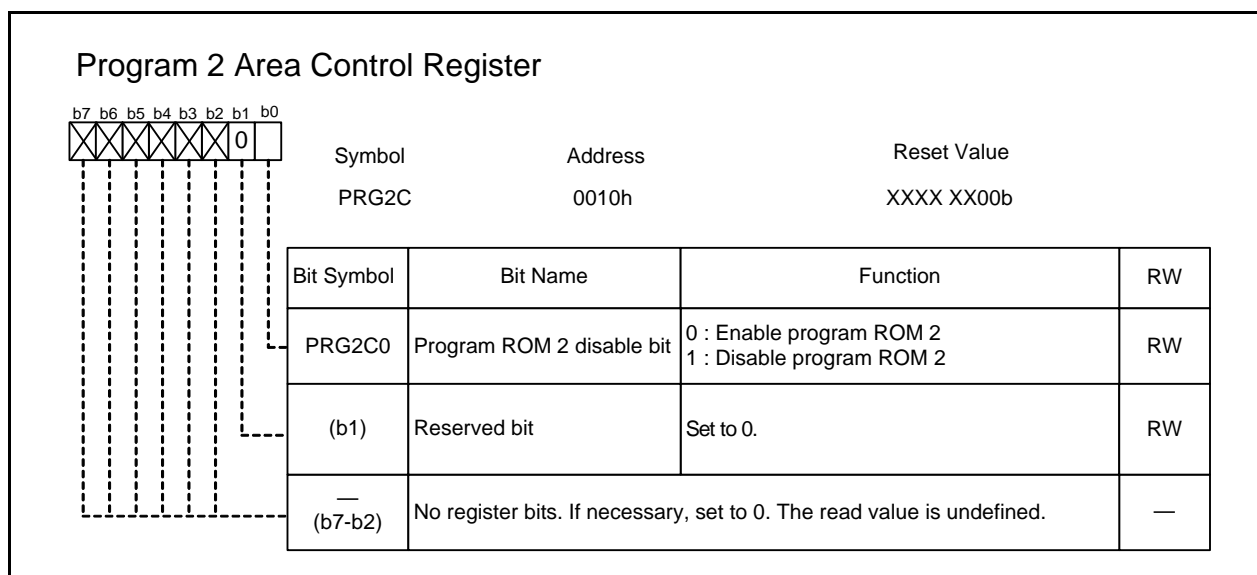 Program 2 Area Control Register
b7 b6 b5 b4 b3 b2 b1 b0
0
Symbol Address Reset Value
PRG2C 0010h XXXX XX00b
Bit Symbol Bit Name Function RW
PRG2C0 Program ROM 2 disable bit 0 : Enable program ROM 2
1 : Disable program ROM 2 RW
(b1) Reserved bit Set to 0. RW
—
(b7-b2) No register bits. If necessary, set to 0. The read value is undefined. —